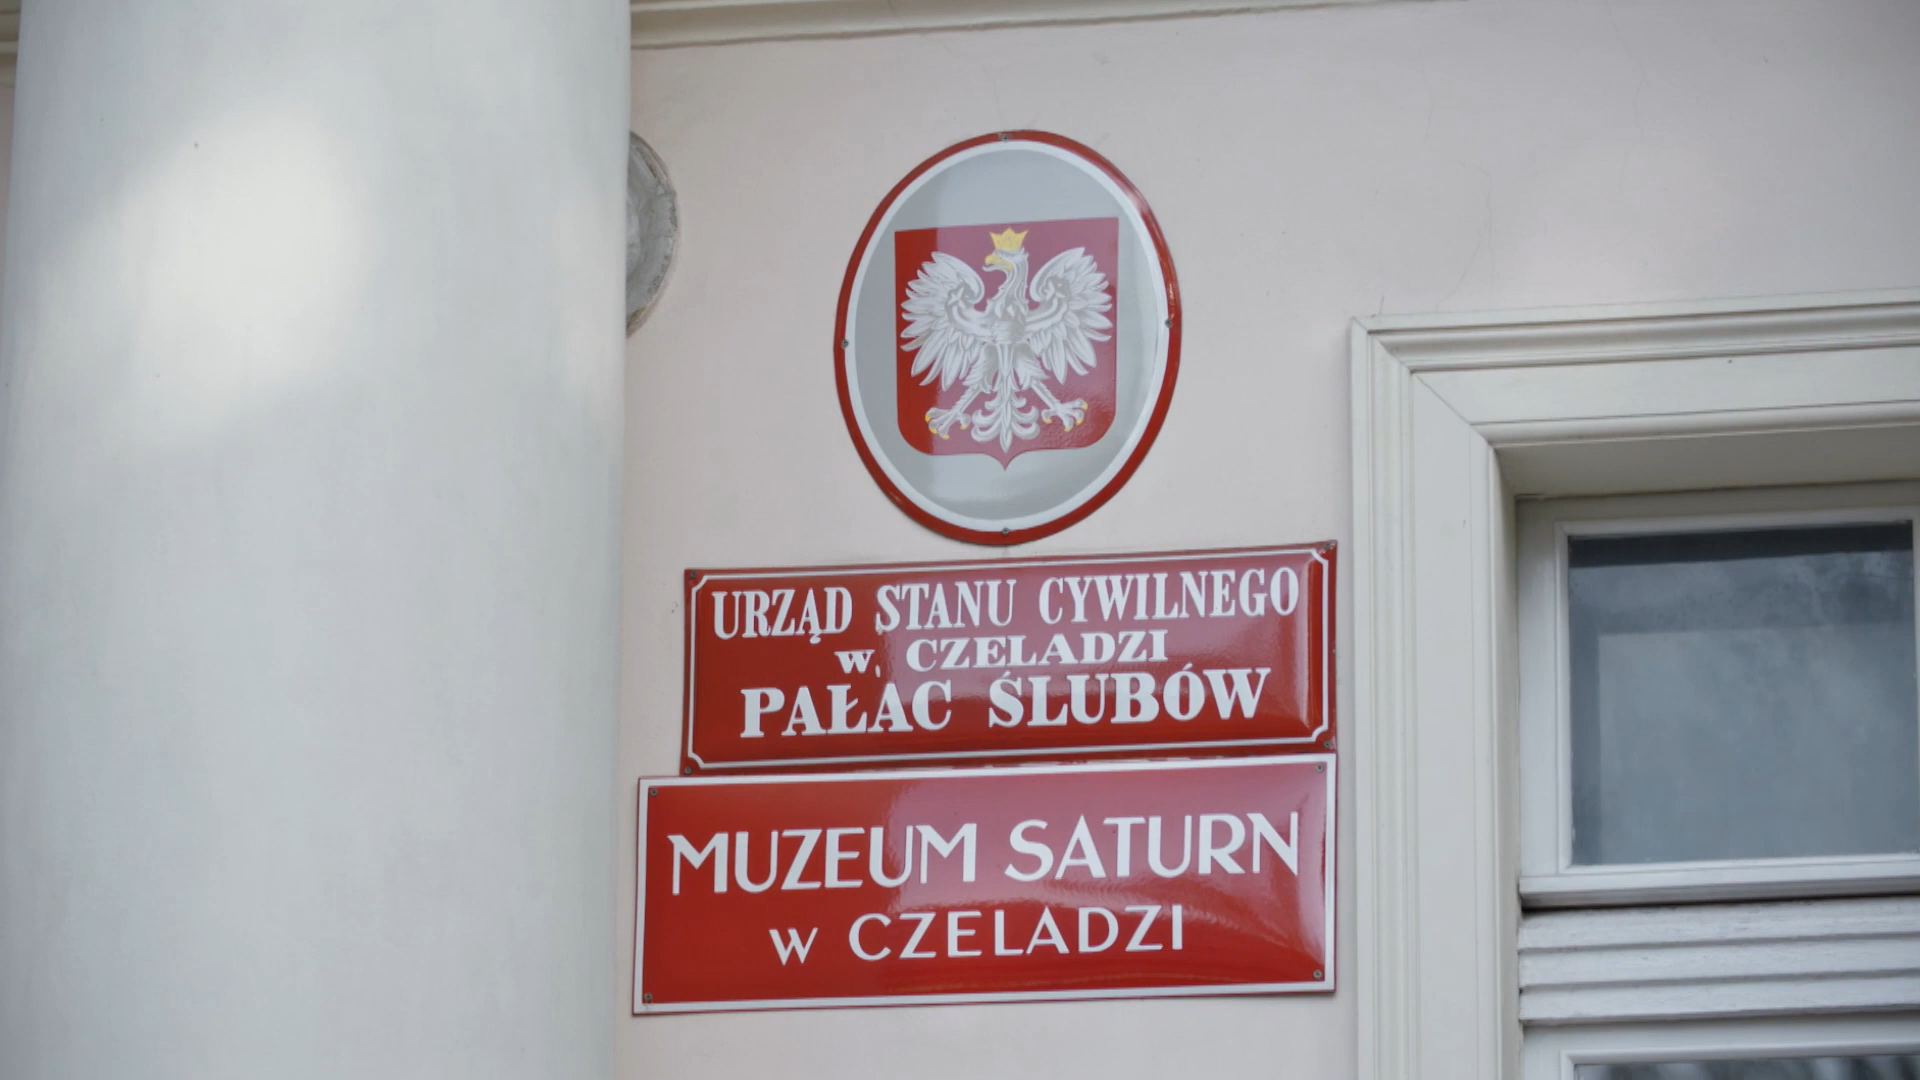 URZĄD STANU CYWILNEGO
w. CZELADZI
PAŁAC ŚLUBÓW
MUZEUM SATURN
W CZELADZI